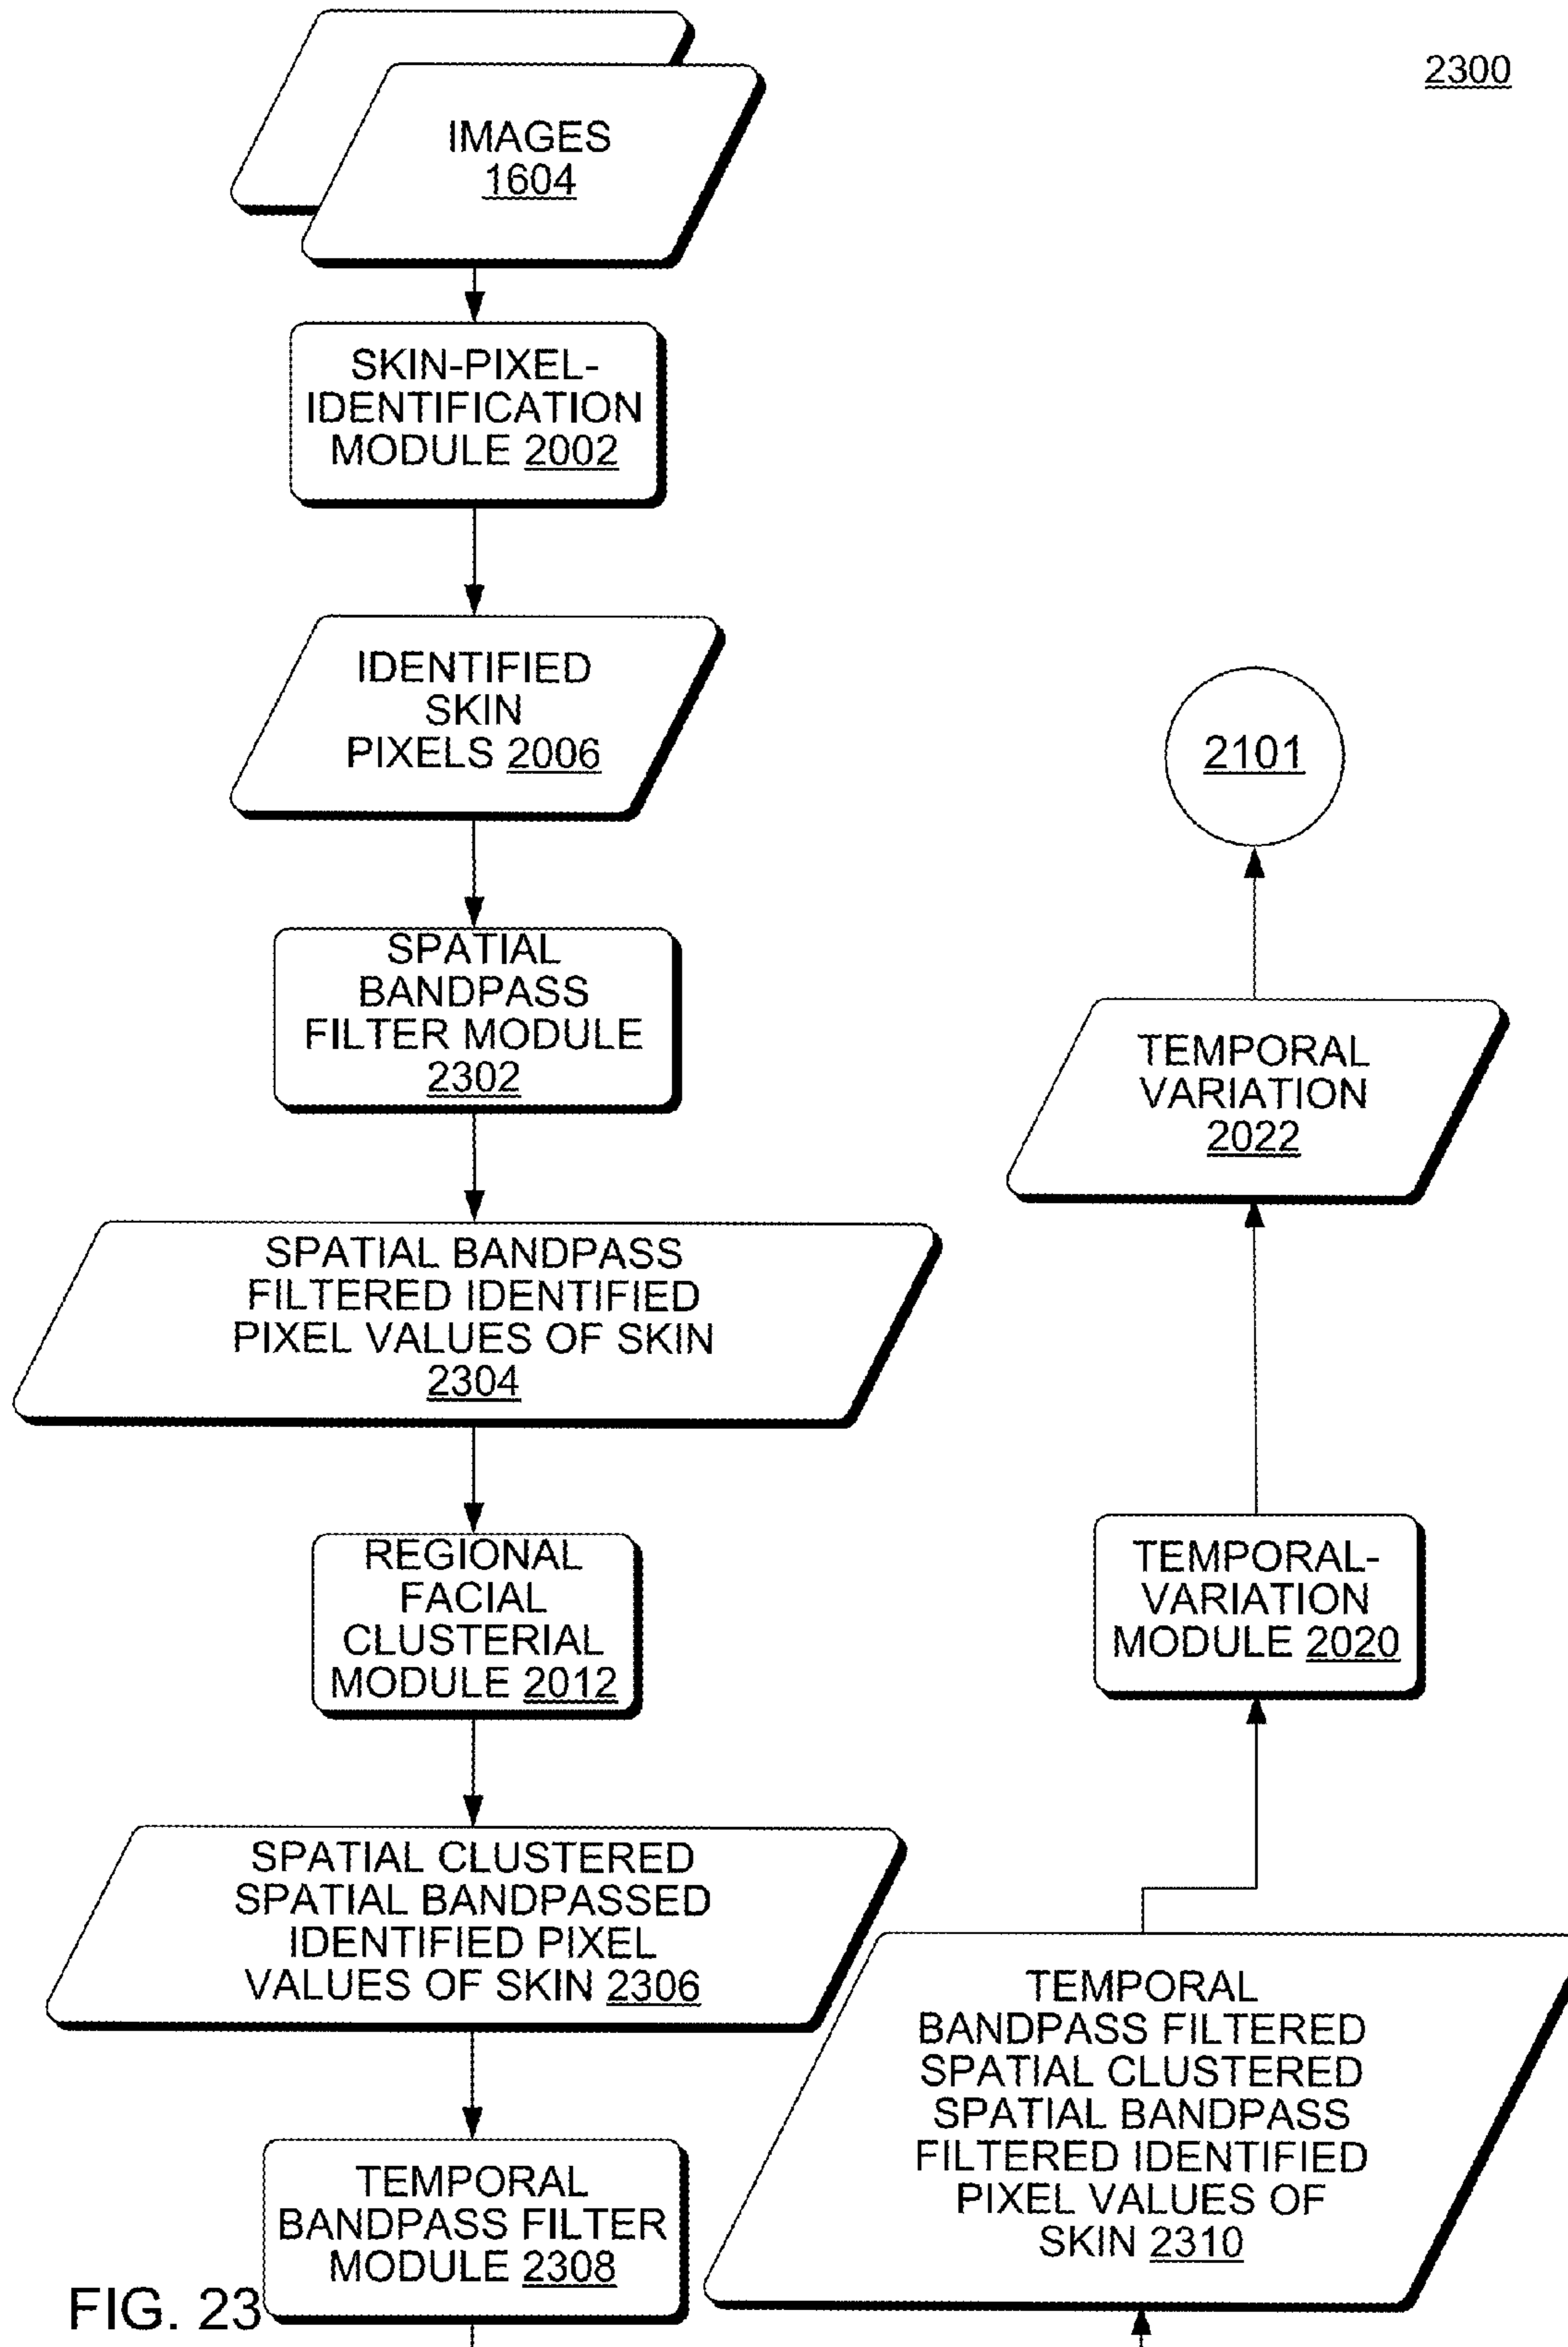 2300
IMAGES
1604
SKIN-PIXEL-
IDENTIFICATION
MODULE 2002
IDENTIFIED
SKIN
PIXELS 2006
SPATIAL
BANDPASS
FILTER MODULE
2302
SPATIAL BANDPASS
FILTERED IDENTIFIED
PIXEL VALUES OF SKIN
2304
REGIONAL
FACIAL
CLUSTERIAL
MODULE 2012
SPATIAL CLUSTERED
SPATIAL BANDPASSED
IDENTIFIED PIXEL
VALUES OF SKIN 2306
TEMPORAL
BANDPASS FILTER
MODULE 2308
TEMPORAL
BANDPASS FILTERED
SPATIAL CLUSTERED
SPATIAL BANDPASS
FILTERED IDENTIFIED
PIXEL VALUES OF
SKIN 2310
TEMPORAL-
VARIATION
MODULE 2020
TEMPORAL
VARIATION
2022
2101
FIG. 23